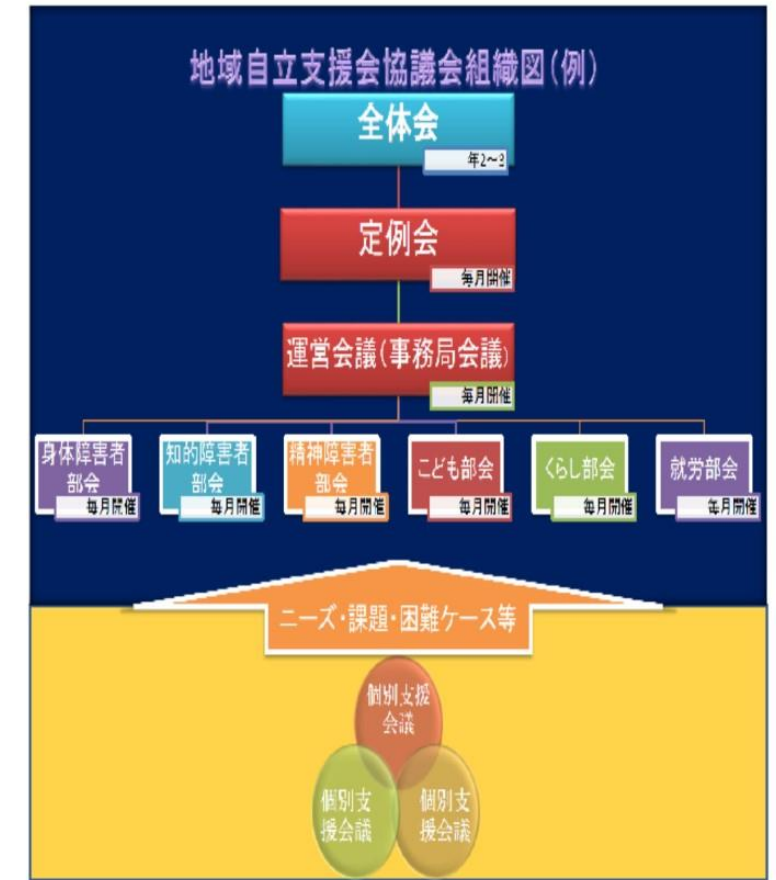 地域自立支援会協議会組織図(例)
全体会
年2～3
定例会
毎月開催
運営会議(事務局会議)
毎月開催
身体障害者
部会
毎月開催
知的障害者
部会
毎月開催
精神障害者
部会
毎月開催
こども部会
毎月開催
くらし部会
毎月開催
就労部会
毎月開催
ニーズ・課題・困難ケース等
個別支援
会議
個別支
援会議
個別支
援会議